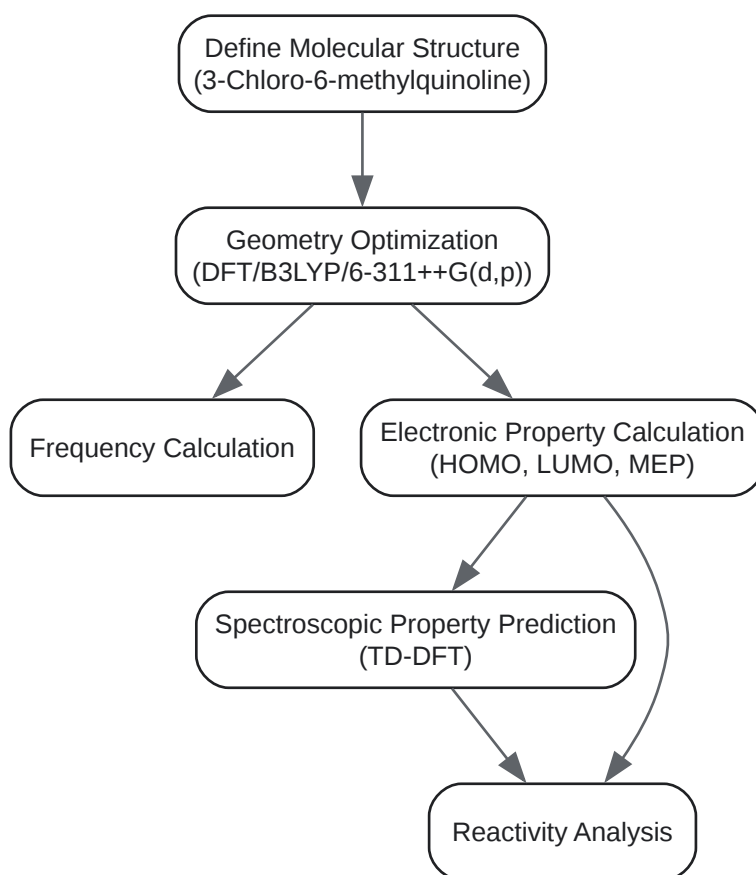 Define Molecular Structure
(3-Chloro-6-methylquinoline)
Geometry Optimization
(DFT/B3LYP/6-311++G(d,p))
Frequency Calculation
Electronic Property Calculation
(HOMO, LUMO, MEP)
Spectroscopic Property Prediction
(TD-DFT)
Reactivity Analysis